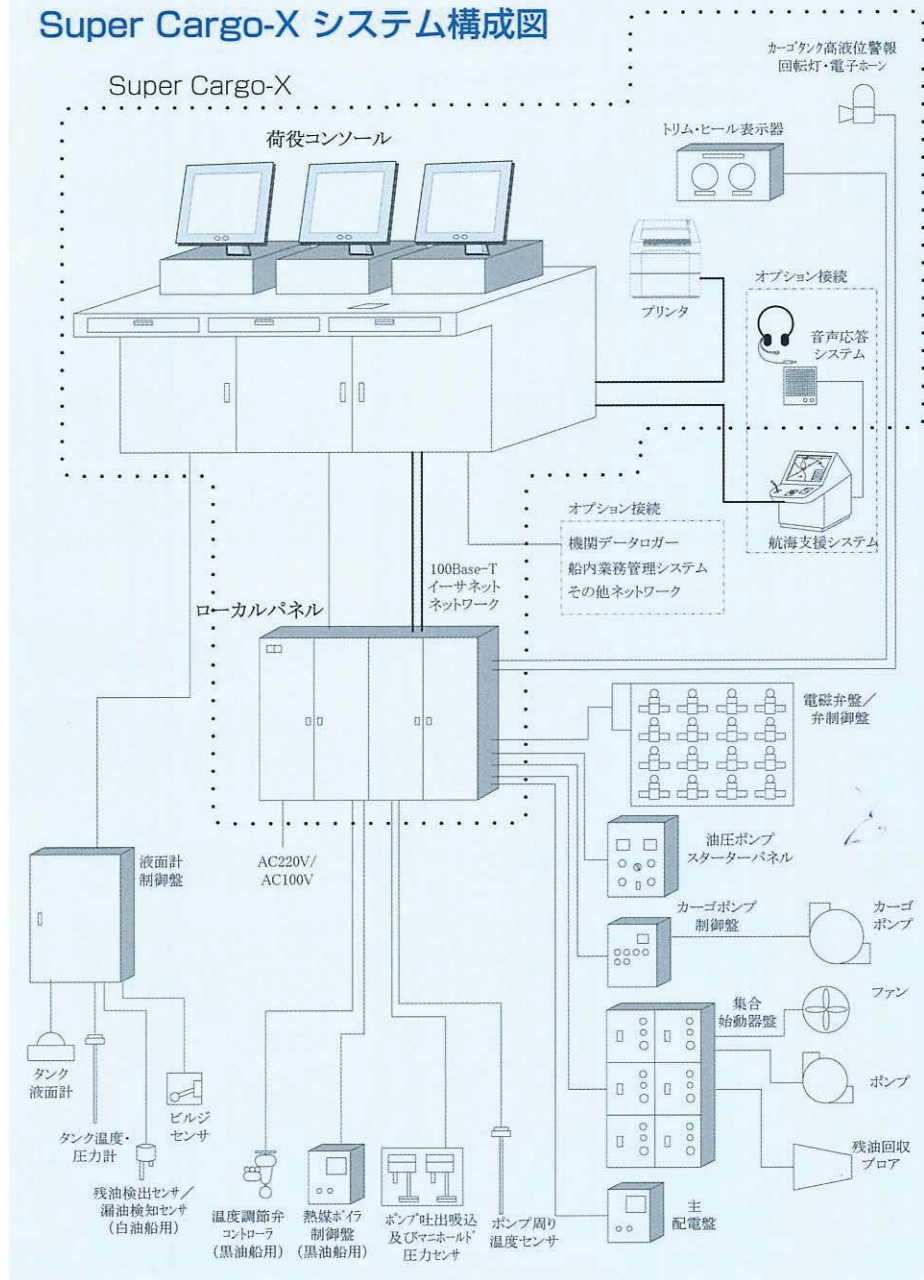 Super Cargo-X システム構成図
Super Cargo-X
荷役コンソール
カーゴタンク高液位警報
回転灯・電子ホーン
トリム・ヒール表示器
プリンタ
オプション接続
音声応答
システム
航海支援システム
オプション接続
機関データロガー
船内業務管理システム
その他ネットワーク
100Base-T
イーサネット
ネットワーク
ローカルパネル
電磁弁盤／
弁制御盤
油圧ポンプ
スターターパネル
カーゴポンプ
制御盤
カーゴ
ポンプ
集合
始動器盤
ファン
ポンプ
残油回収
ブロア
主
配電盤
AC220V/
AC100V
液面計
制御盤
タンク
液面計
タンク温度・
圧力計
残油検出センサ／
漏油検知センサ
(白油船用)
ビルジ
センサ
温度調節弁
コントローラ
(黒油船用)
熱媒ボイラ
制御盤
(黒油船用)
ポンプ吐出吸込
及びマニホールド
圧力センサ
ポンプ周り
温度センサ